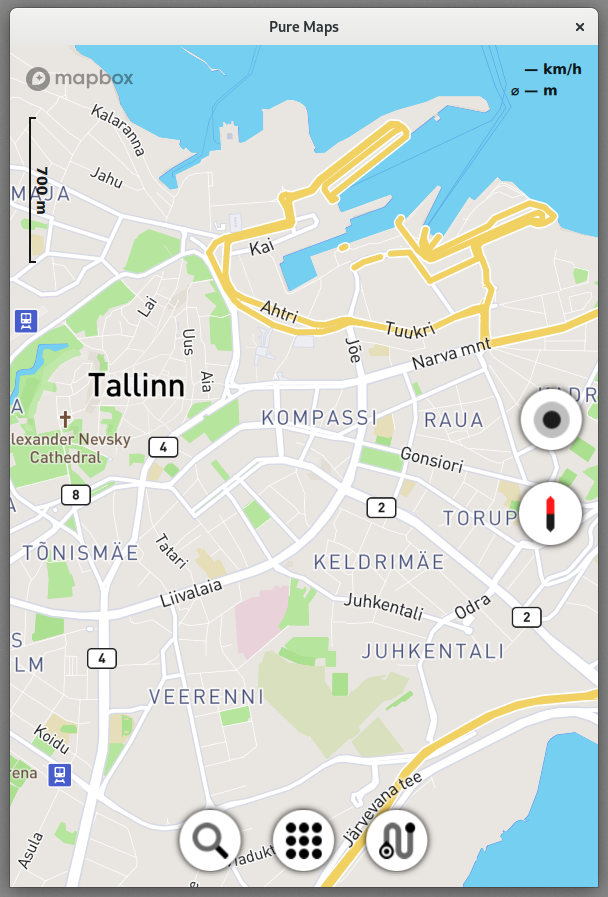 Pure Maps
mapbox
— km/h
⌀ — m
Kalaranna
700 m
Jahu
MAJA
Kai
Lai
Ahtri
Uus
Tuukri
Jõe
Narva mnt
Aia
Tallinn
A
KOMPASSI
RAUA
lexander Nevsky
Cathedral
4
Gonsiori
8
2
A
TORUP
TÕNISMÄE
Tatari
KELDRIMÄE
Liivalaia
Juhkentali
Odra
2
S
LM
JUHKENTALI
4
VEERENNI
Koidu
ena
Järvevana tee
Asula